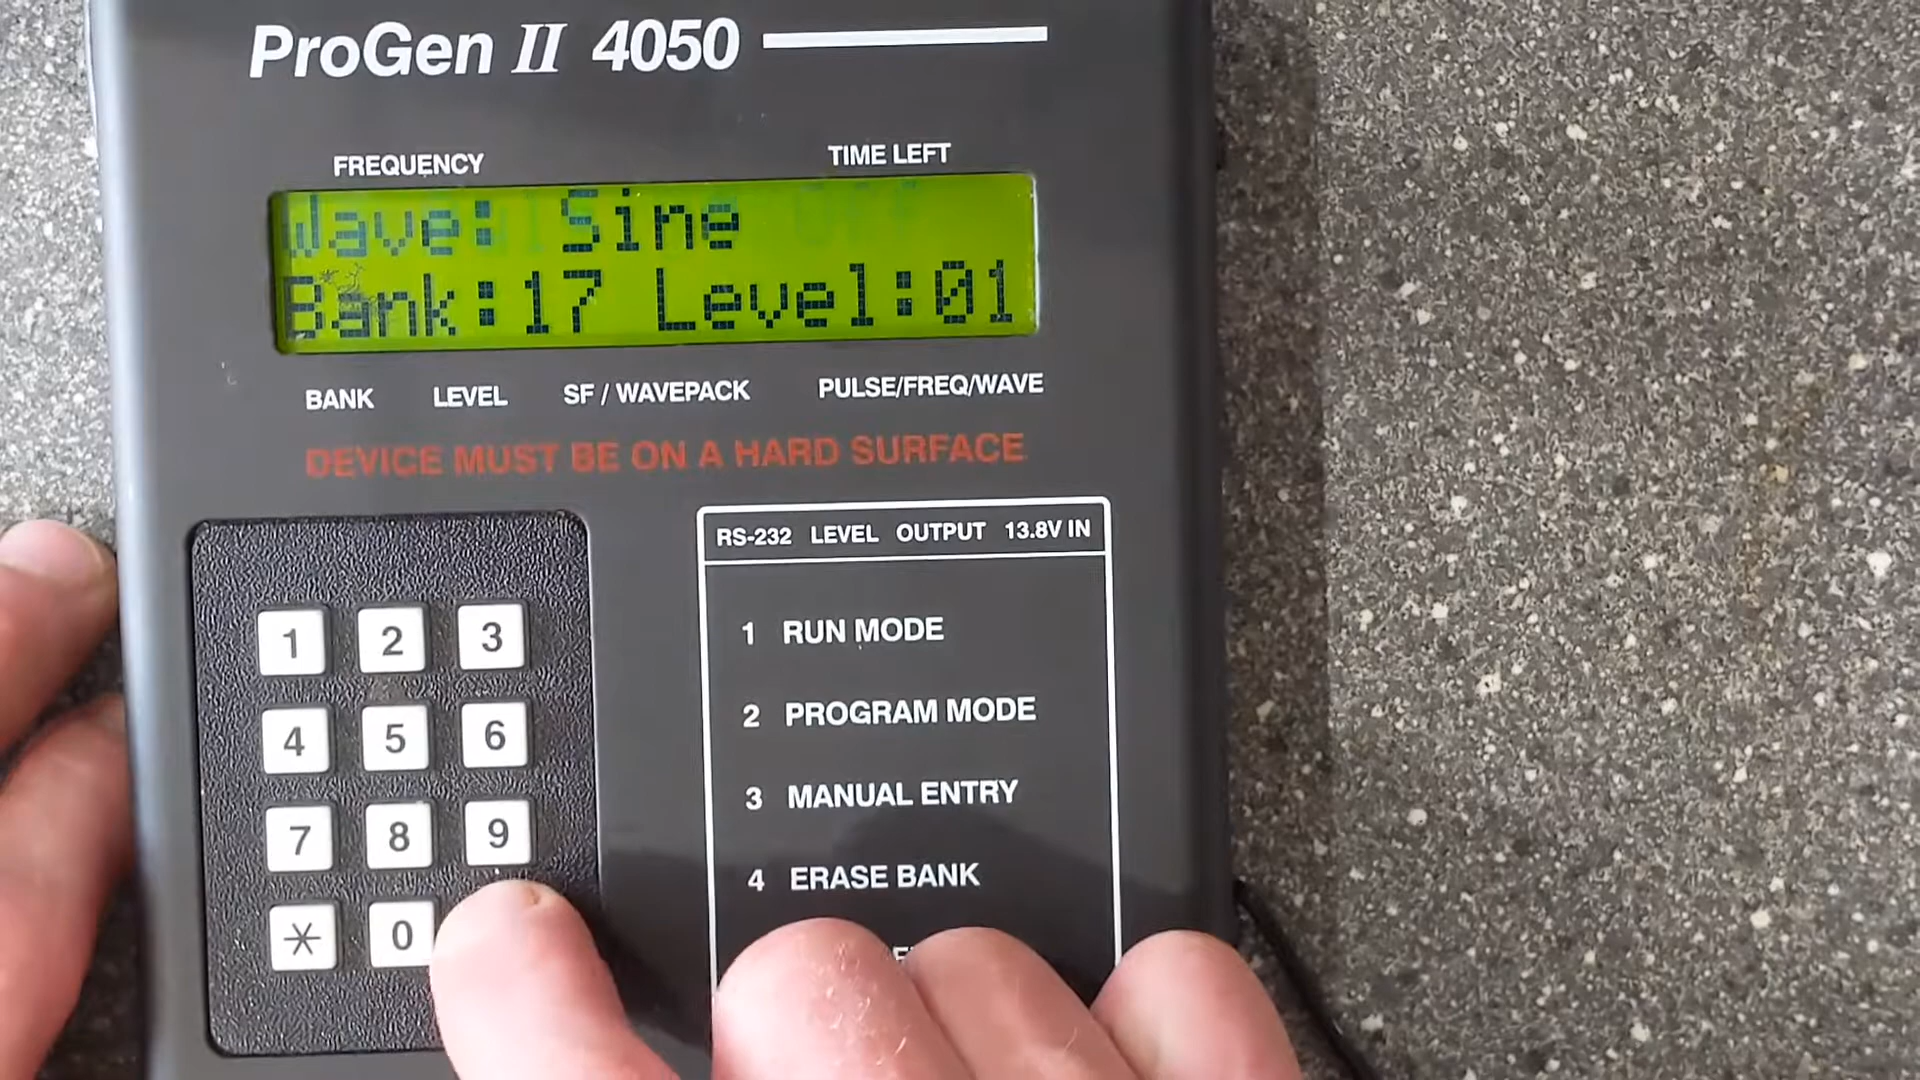 ProGen II 4050
FREQUENCY TIME LEFT
Wave: Sine
Bank:17 Level:01
BANK LEVEL SF / WAVEPACK PULSE/FREQ/WAVE
DEVICE MUST BE ON A HARD SURFACE
RS-232 LEVEL OUTPUT 13.8V IN
1 RUN MODE
2 PROGRAM MODE
3 MANUAL ENTRY
4 ERASE BANK
1 2 3
4 5 6
7 8 9
* 0